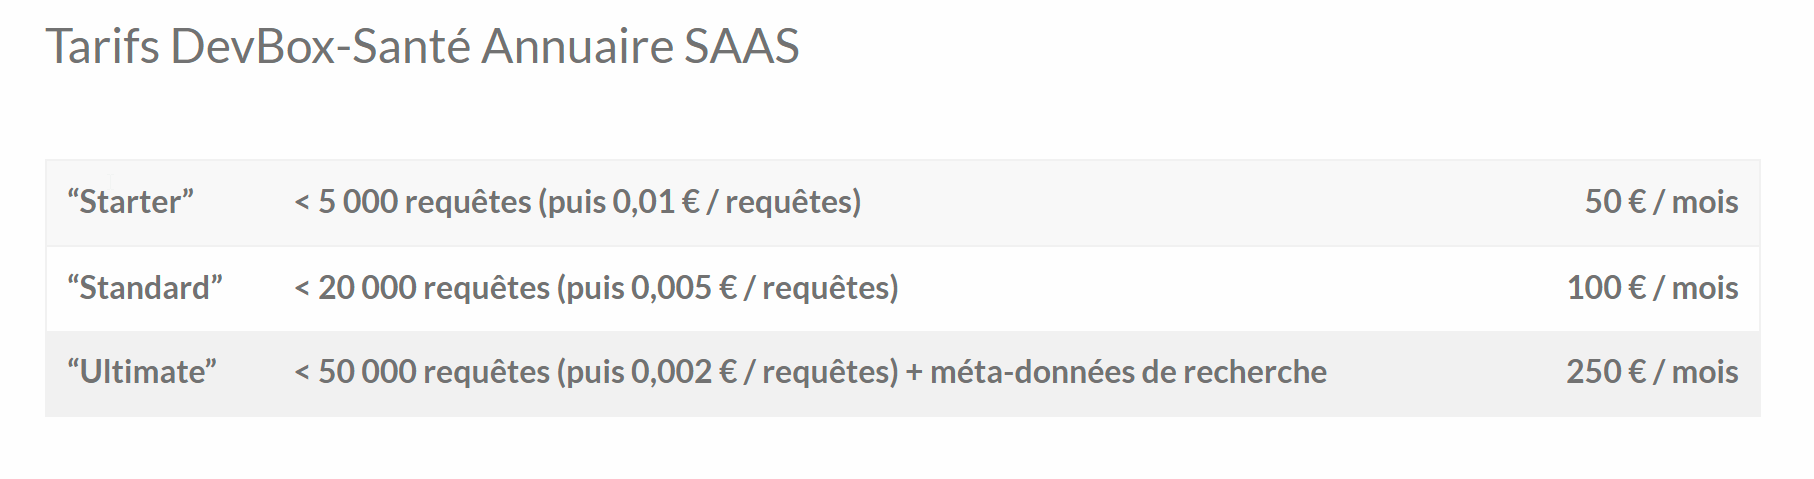 Tarifs DevBox-Santé Annuaire SAAS
“Starter” < 5 000 requêtes (puis 0,01 € / requêtes) 50 € / mois
“Standard” < 20 000 requêtes (puis 0,005 € / requêtes) 100 € / mois
“Ultimate” < 50 000 requêtes (puis 0,002 € / requêtes) + méta-données de recherche 250 € / mois